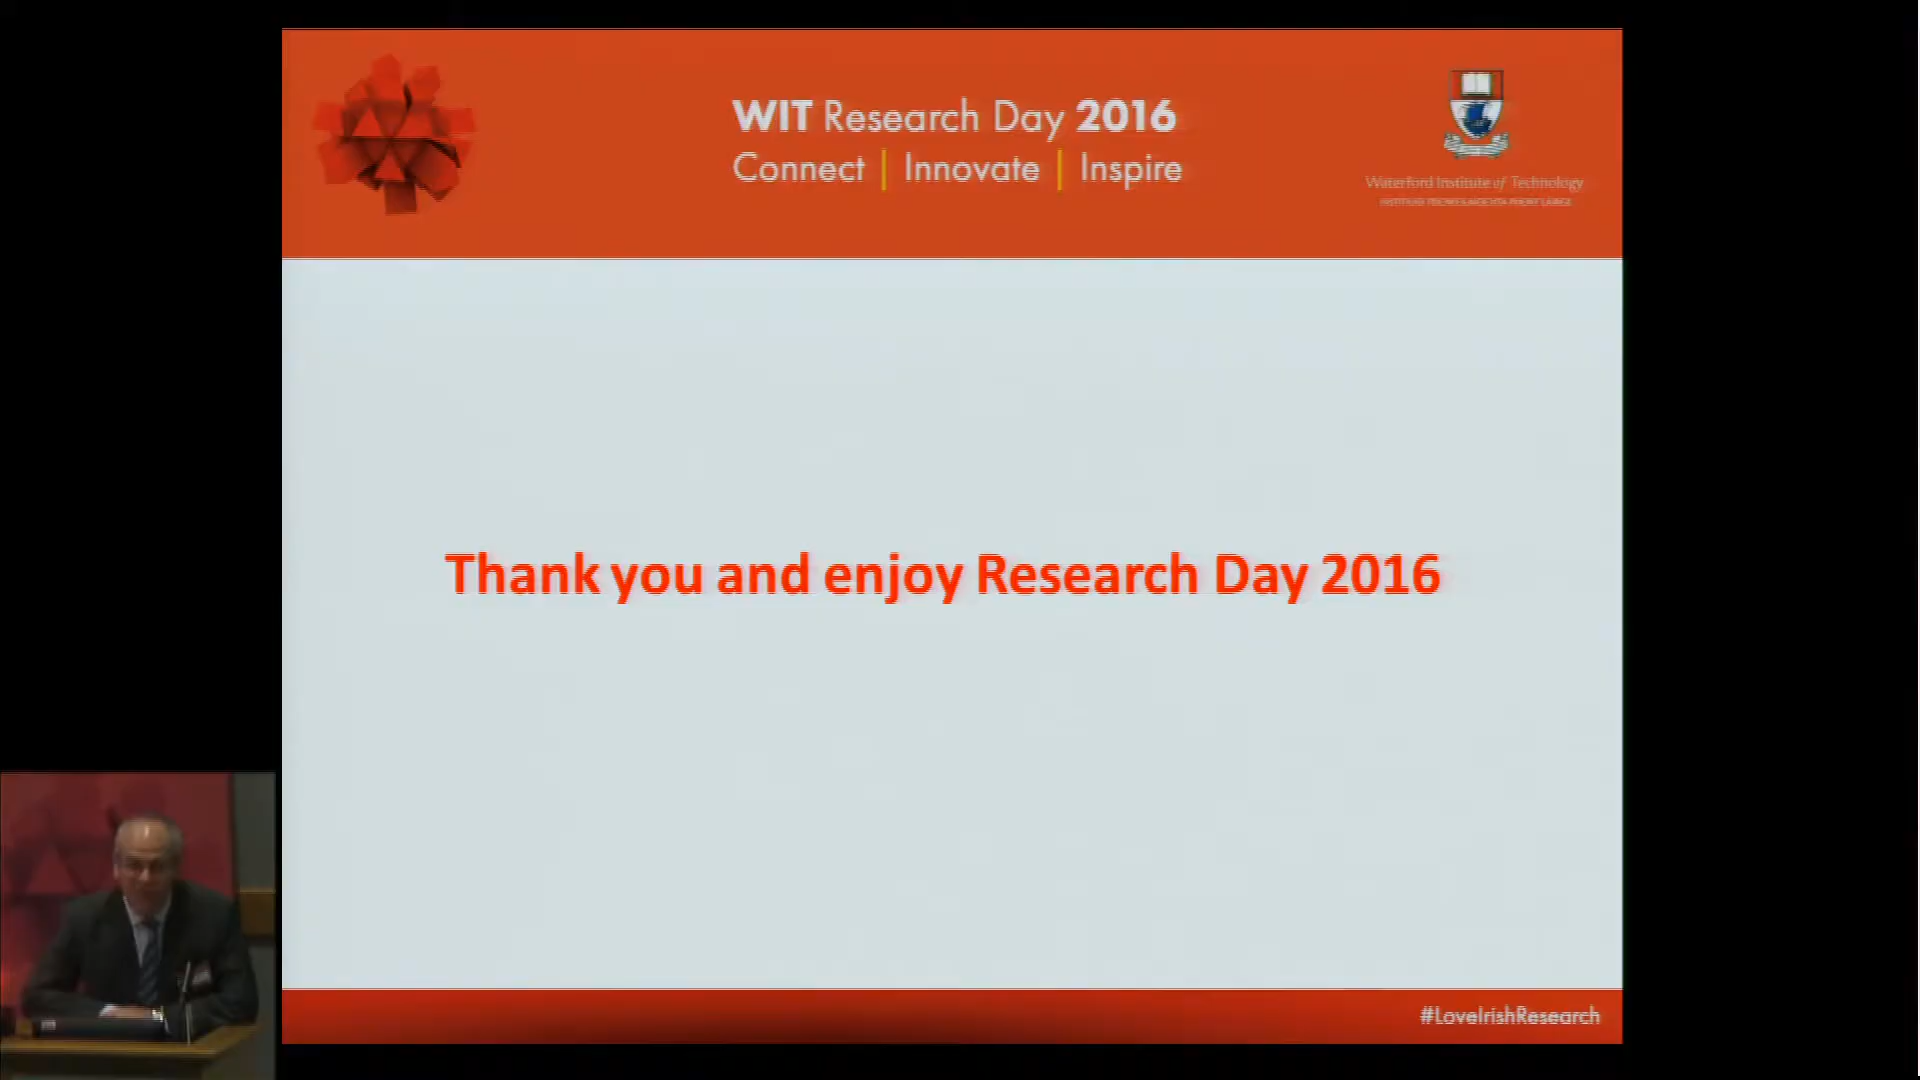 WIT Research Day 2016
Connect | Innovate | Inspire
Waterford Institute of Technology
Thank you and enjoy Research Day 2016
#LoveIrishResearch